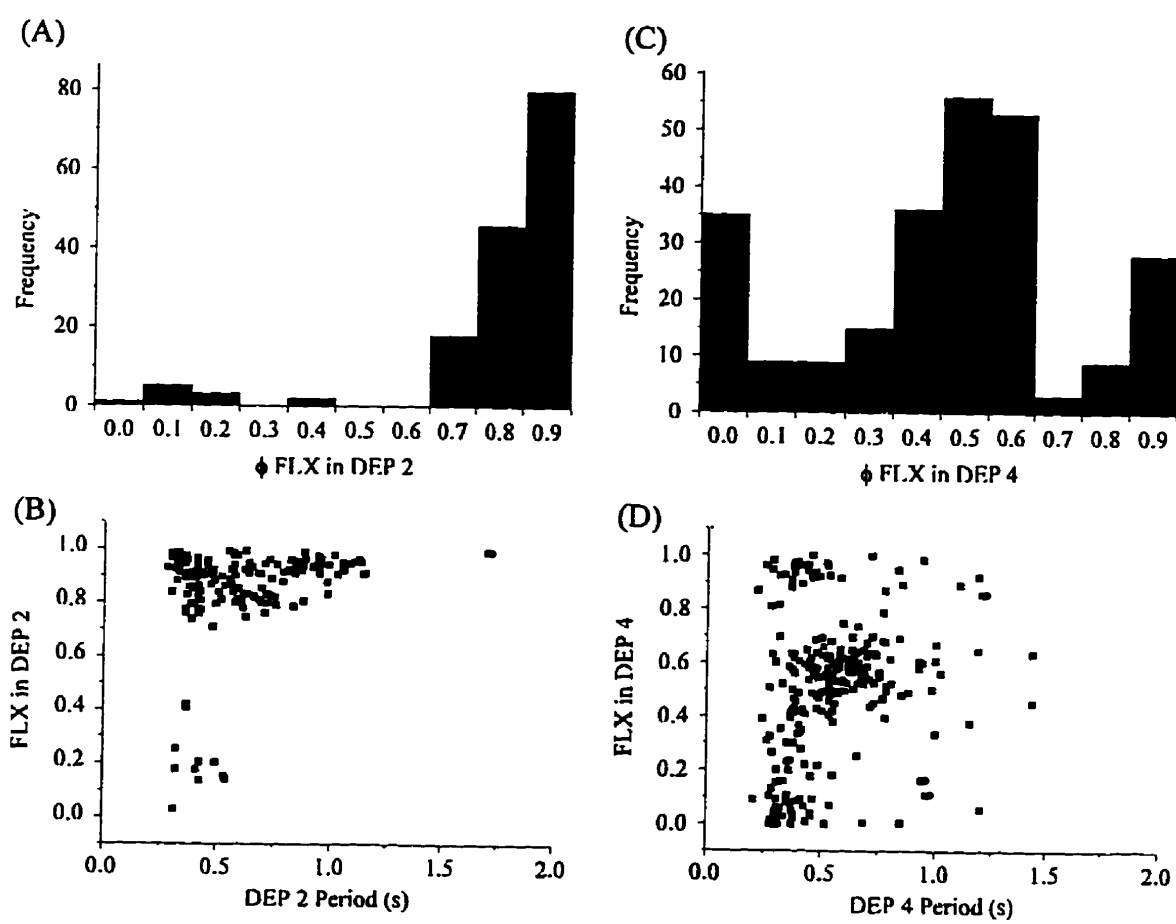 (A)
80
60
40
20
0
Frequency
0.0 0.1 0.2 0.3 0.4 0.5 0.6 0.7 0.8 0.9
ϕ FLX in DEP 2
(C)
60
50
40
30
20
10
0
Frequency
0.0 0.1 0.2 0.3 0.4 0.5 0.6 0.7 0.8 0.9
ϕ FLX in DEP 4
(B)
1.0
0.8
0.6
0.4
0.2
0.0
FLX in DEP 2
0.0 0.5 1.0 1.5 2.0
DEP 2 Period (s)
(D)
1.0
0.8
0.6
0.4
0.2
0.0
FLX in DEP 4
0.0 0.5 1.0 1.5 2.0
DEP 4 Period (s)